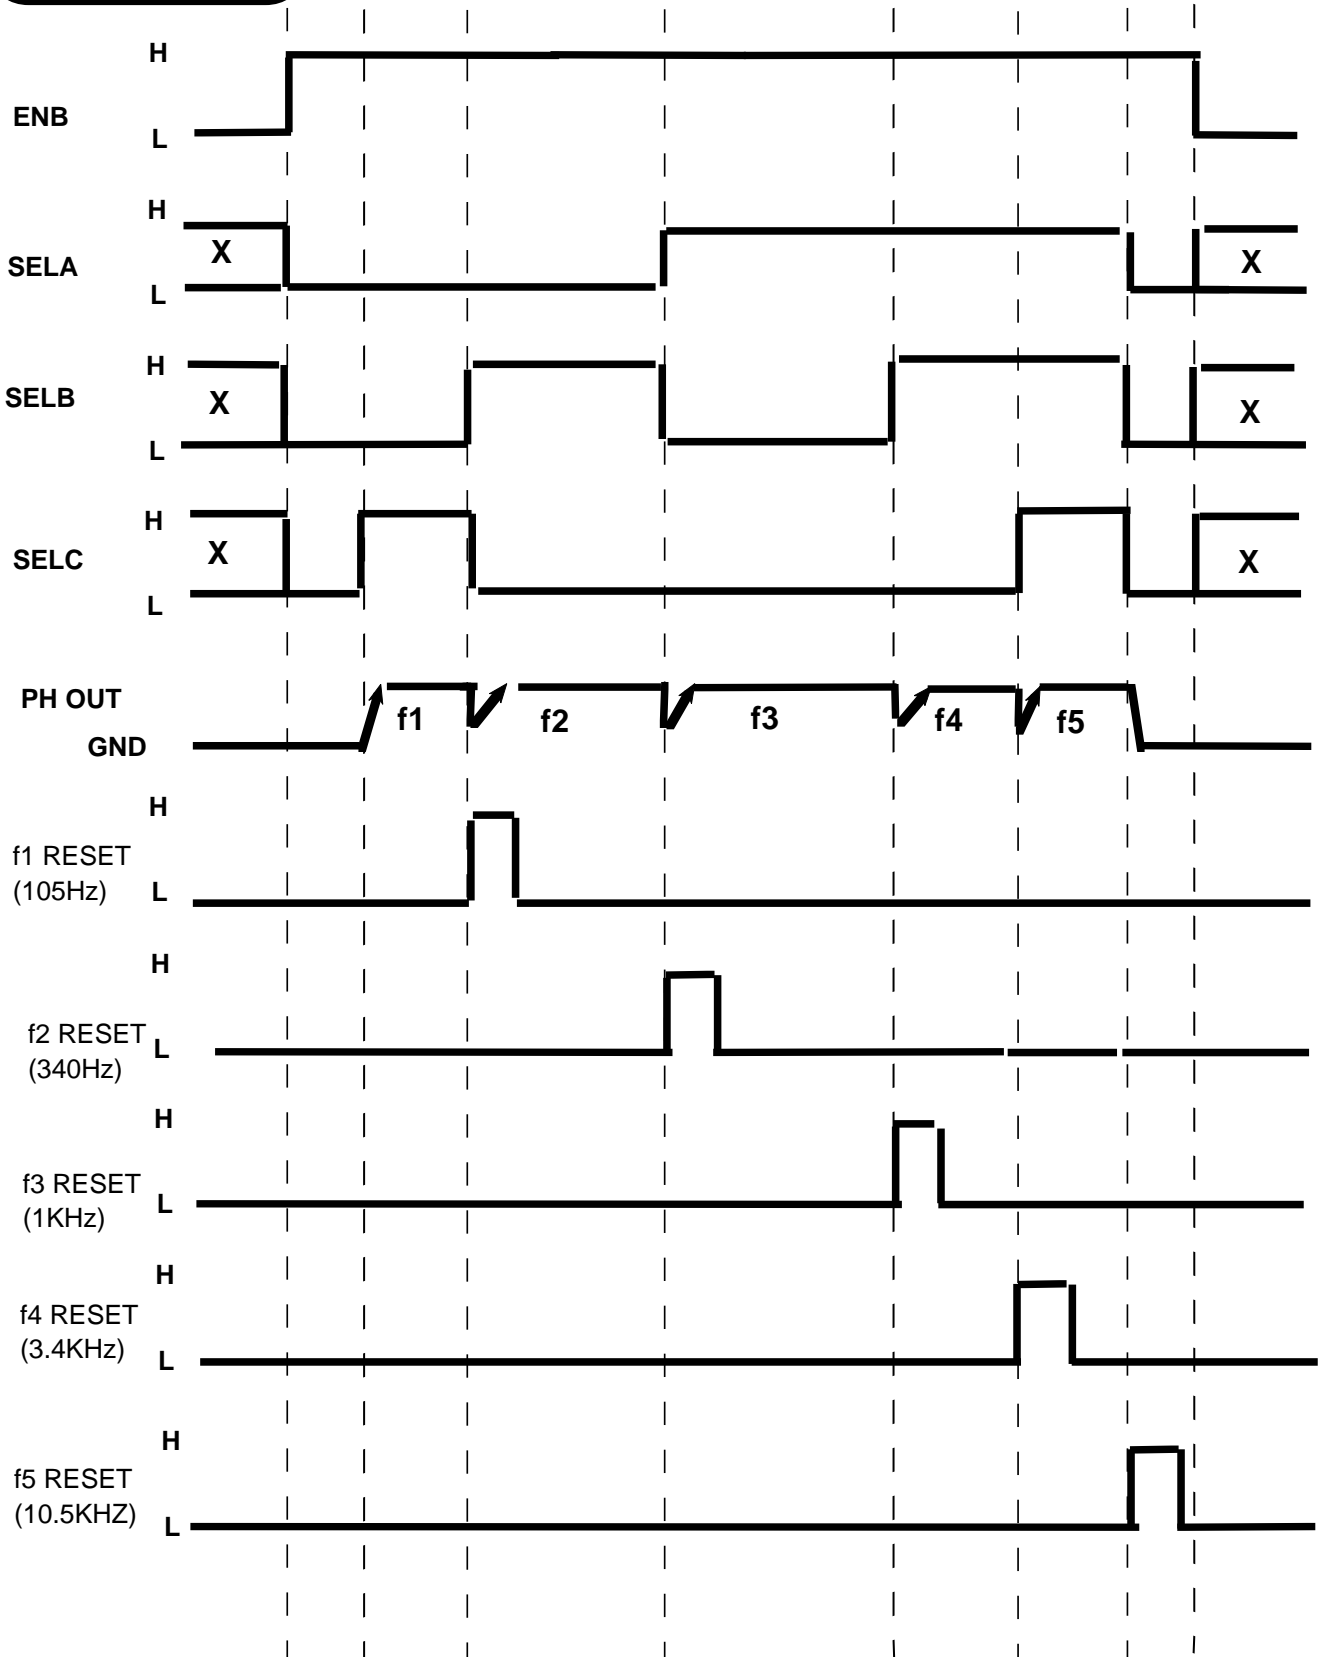 H
ENB
L
H
X
SELA
X
L
H
SELB
X
X
L
H
X
SELC
X
L
PH OUT
f1
f2
f3
f4
f5
GND
H
f1 RESET
(105Hz)
L
H
f2 RESET
L
(340Hz)
H
f3 RESET
L
(1KHz)
H
f4 RESET
(3.4KHz)
L
H
f5 RESET
(10.5KHZ)
L